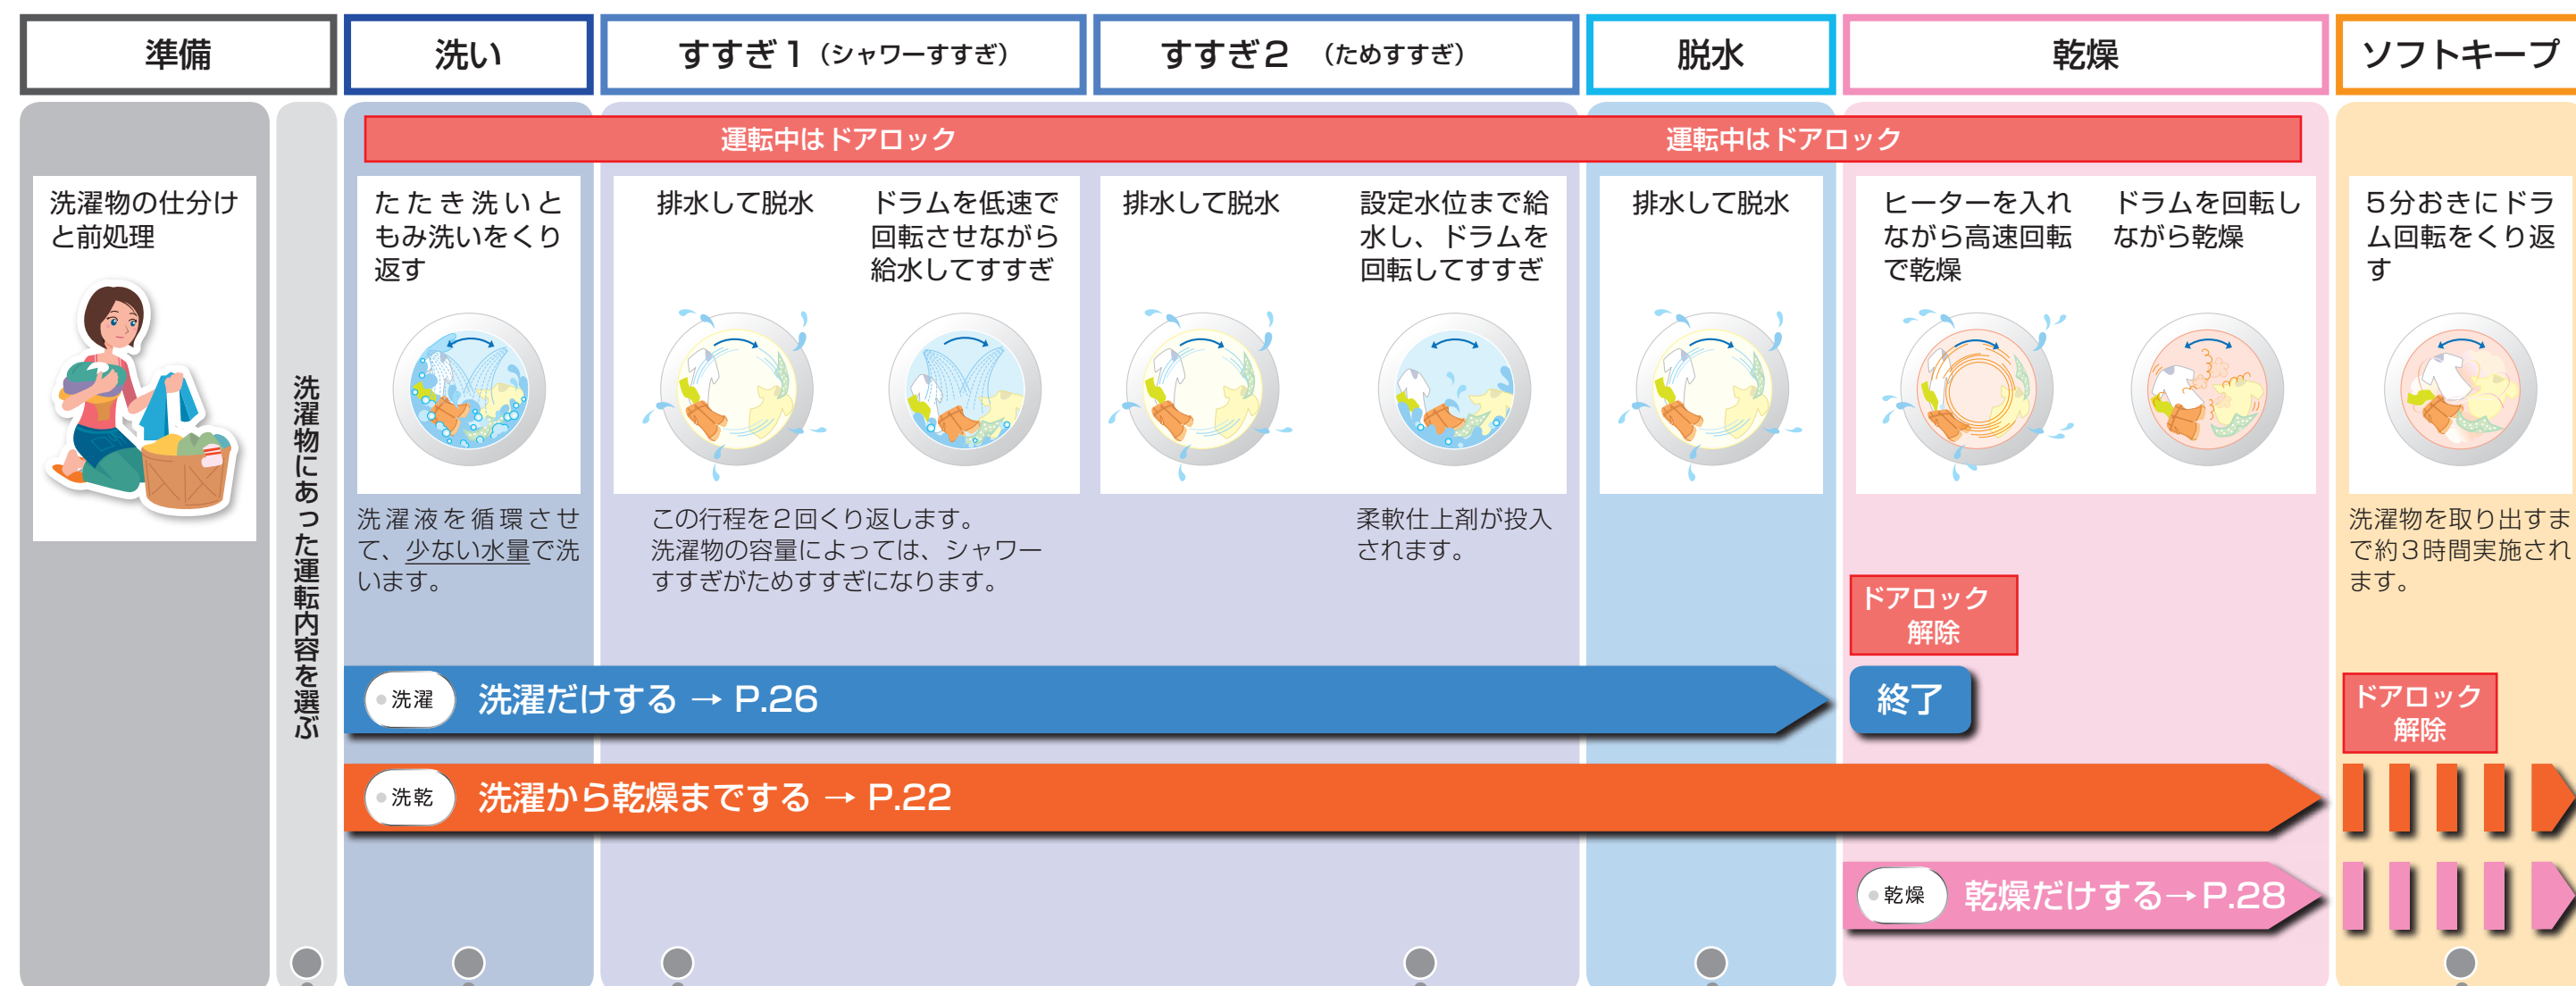 準備
洗い
すすぎ1（シャワーすすぎ）
すすぎ2　（ためすすぎ）
脱水
乾燥
ソフトキープ
運転中はドアロック
運転中はドアロック
洗濯物の仕分け
と前処理
洗濯物にあった運転内容を選ぶ
たたき洗いと
もみ洗いをくり
返す
排水して脱水
ドラムを低速で
回転させながら
給水してすすぎ
排水して脱水
設定水位まで給
水し、ドラムを
回転してすすぎ
排水して脱水
ヒーターを入れ
ながら高速回転
で乾燥
ドラムを回転し
ながら乾燥
5分おきにドラ
ム回転をくり返
す
洗濯液を循環させ
て、少ない水量で洗
います。
この行程を2回くり返します。
洗濯物の容量によっては、シャワー
すすぎがためすすぎになります。
柔軟仕上剤が投入
されます。
洗濯物を取り出すま
で約3時間実施され
ます。
ドアロック
解除
洗濯 洗濯だけする → P.26
終了
ドアロック
解除
洗乾 洗濯から乾燥までする → P.22
乾燥 乾燥だけする→P.28